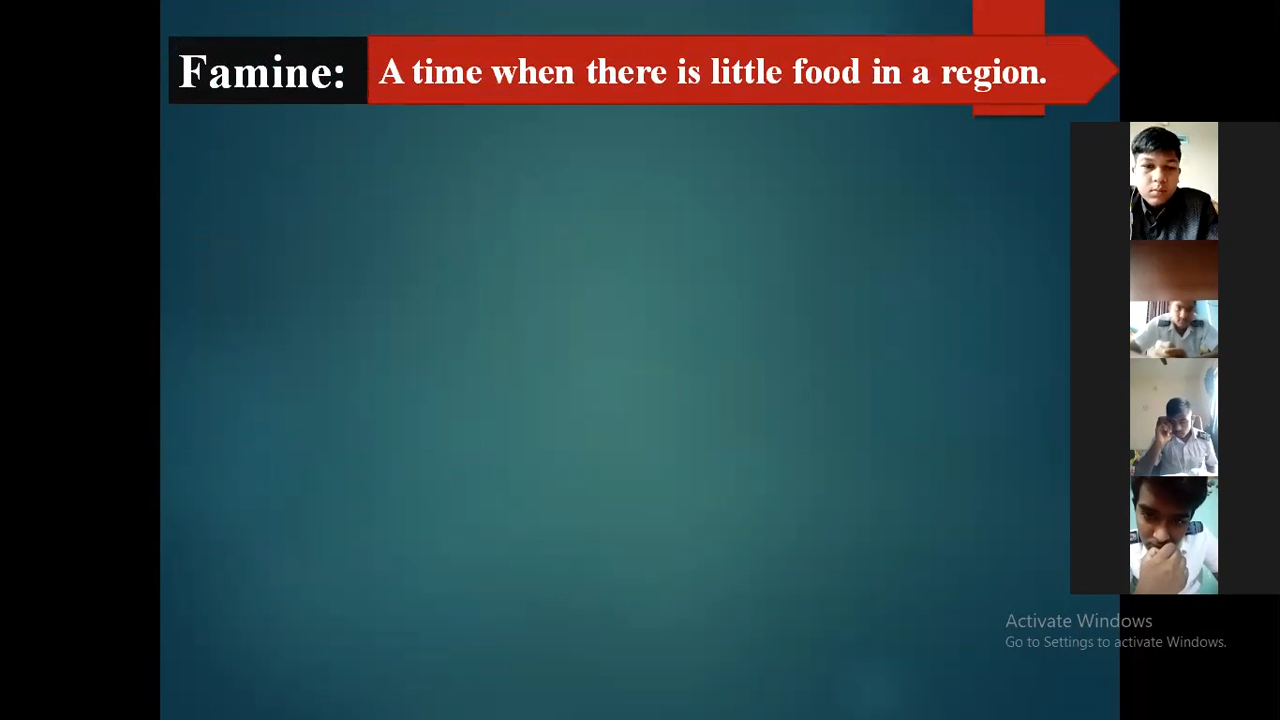 Famine: A time when there is little food in a region.
Activate Windows
Go to Settings to activate Windows.